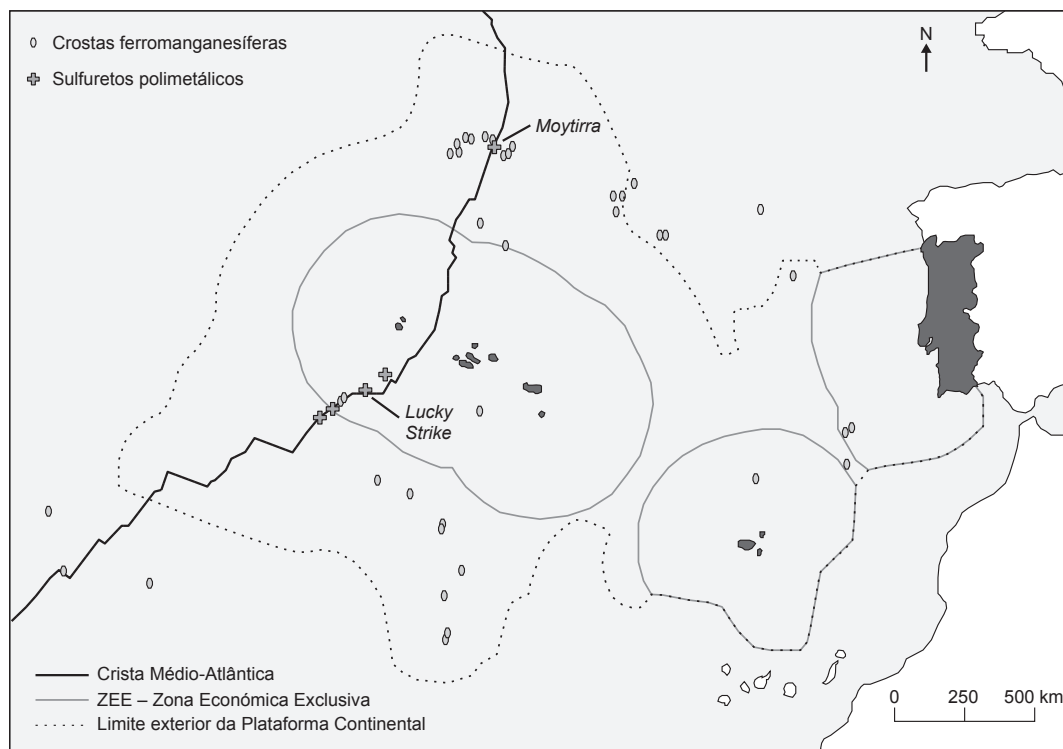 Crostas ferromanganesíferas
Sulfuretos polimetálicos
N
Moytirra
Lucky
Strike
Crista Médio-Atlântica
ZEE – Zona Económica Exclusiva
Limite exterior da Plataforma Continental
0 250 500 km